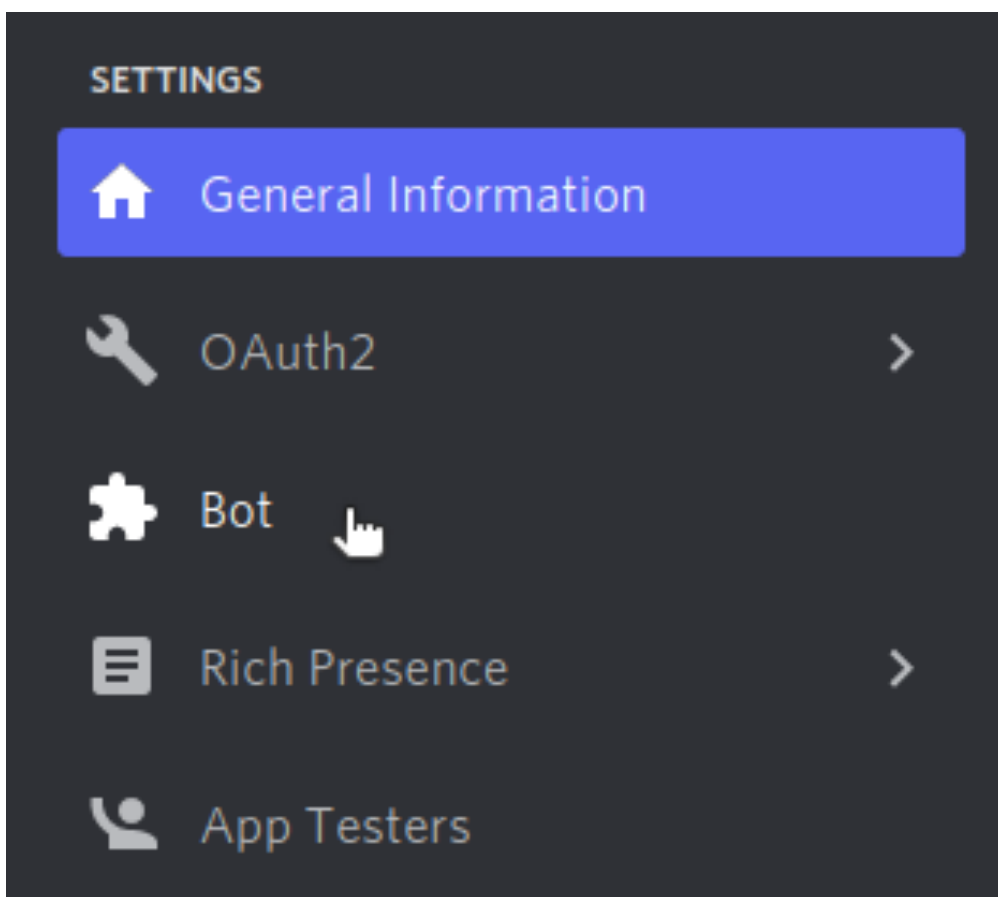 SETTINGS
General Information
OAuth2
Bot
Rich Presence
App Testers